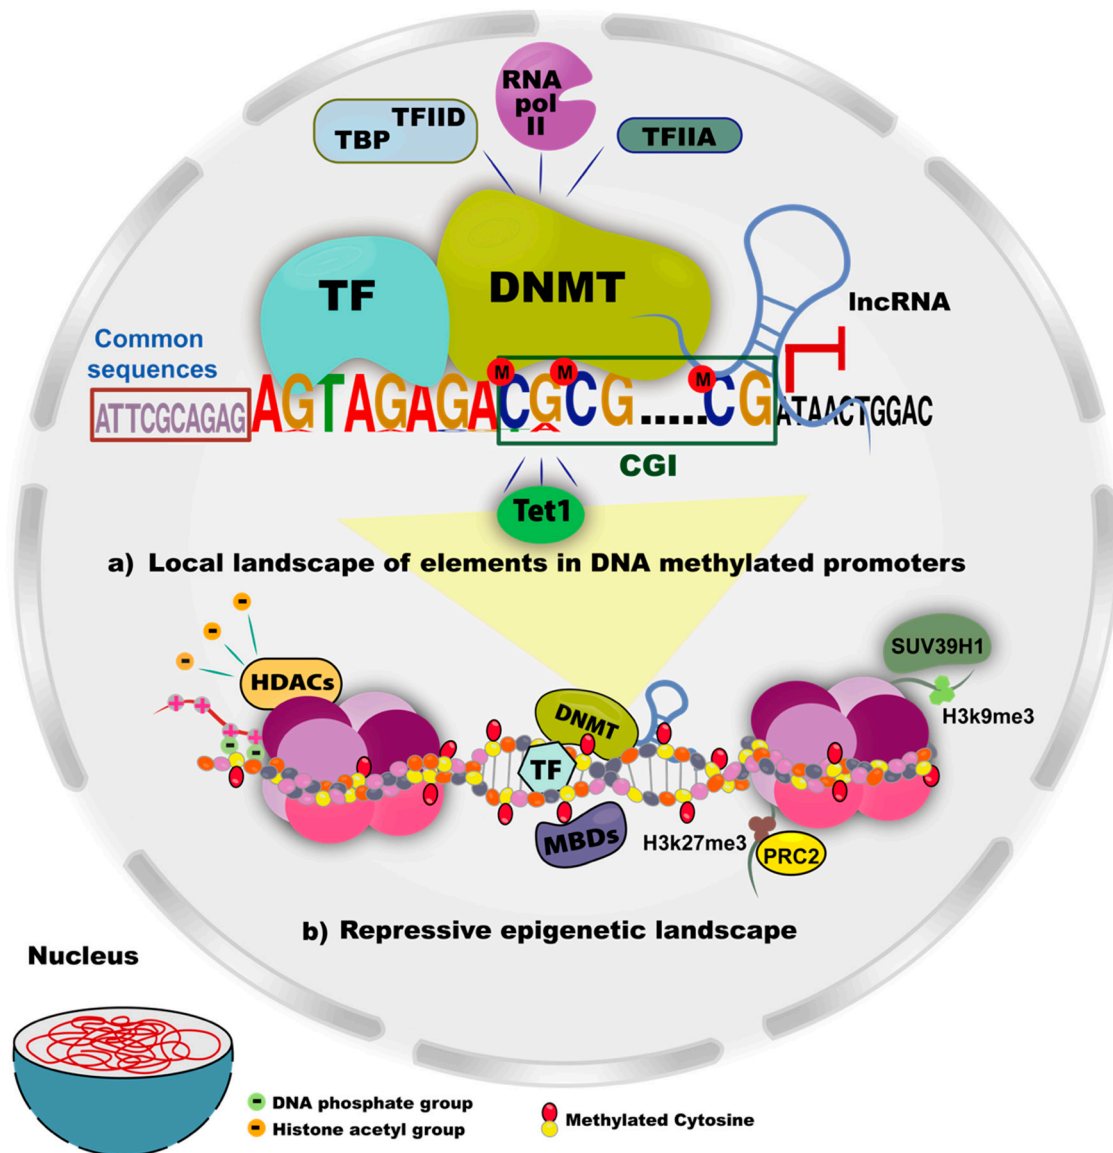 RNA
pol
II
TFIID
TBP
TFIIA
TF
DNMT
lncRNA
Common
sequences
M
M
M
ATTCGCAGAG
AGTAGAGACGCG.....CG
ATAACTGGAC
CGI
Tet1
a) Local landscape of elements in DNA methylated promoters
HDACs
SUV39H1
H3k9me3
DNMT
TF
MBDs
H3k27me3
PRC2
b) Repressive epigenetic landscape
Nucleus
DNA phosphate group
Histone acetyl group
Methylated Cytosine